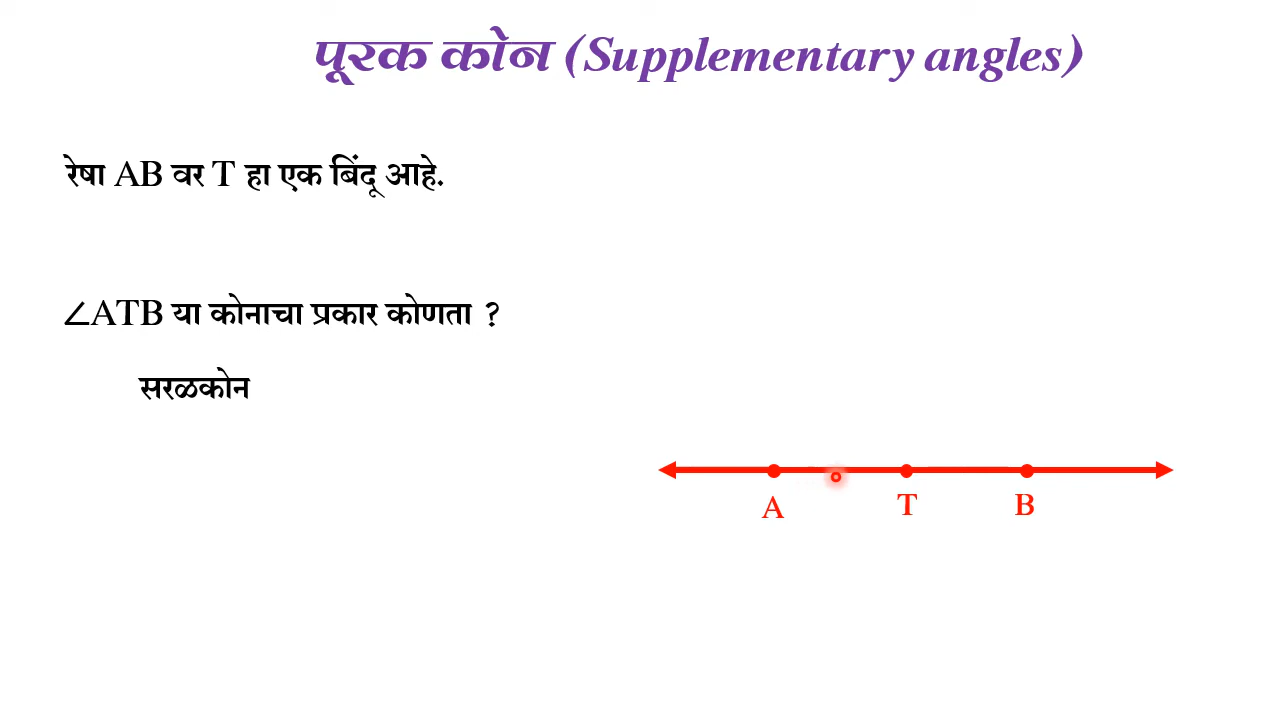 पूरक कोन (Supplementary angles)
रेषा AB वर T हा एक बिंदू आहे.
∠ATB या कोनाचा प्रकार कोणता ?
सरळकोन
A T B